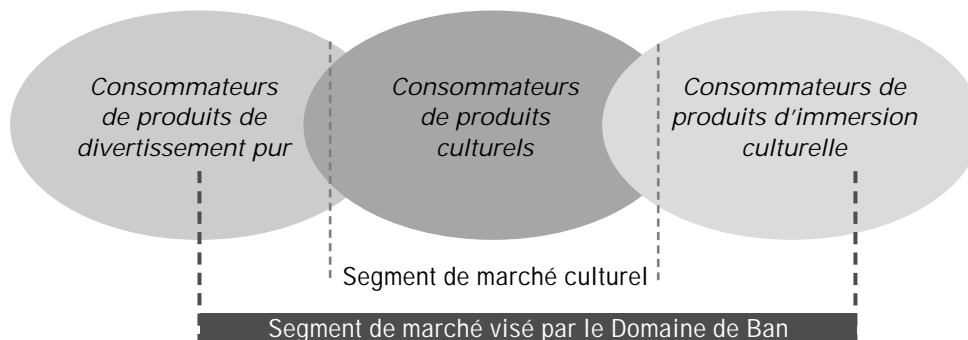 Consommateurs
de produits de
divertissement pur
Consommateurs
de produits
culturels
Consommateurs de
produits d'immersion
culturelle
Segment de marché culturel
Segment de marché visé par le Domaine de Ban